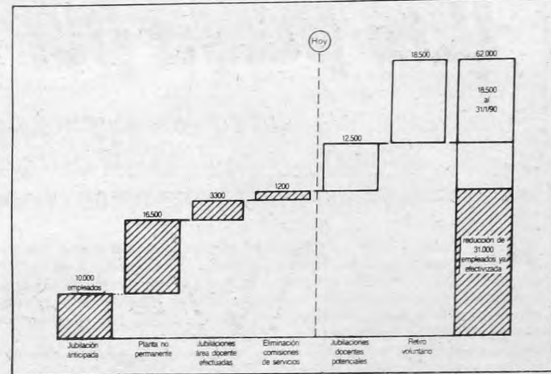 Hoy
18.500
62.000
18.500
al
31/1/90
12.500
1200
3300
16.500
10.000
empleados
reducción de
31.000
empleados ya
efectivizada
Jubilación
anticipada
Planta no
permanente
Jubilaciones
área docente
efectuadas
Eliminación
comisiones
de servicios
Jubilaciones
docentes
potenciales
Retiro
voluntario